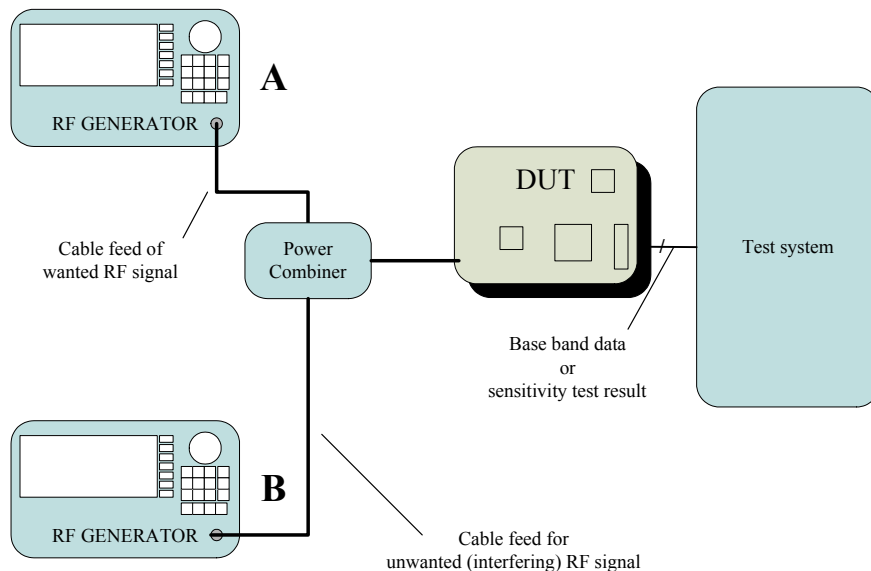 A
RF GENERATOR
Cable feed of
wanted RF signal
Power
Combiner
DUT
Test system
Base band data
or
sensitivity test result
B
RF GENERATOR
Cable feed for
unwanted (interfering) RF signal